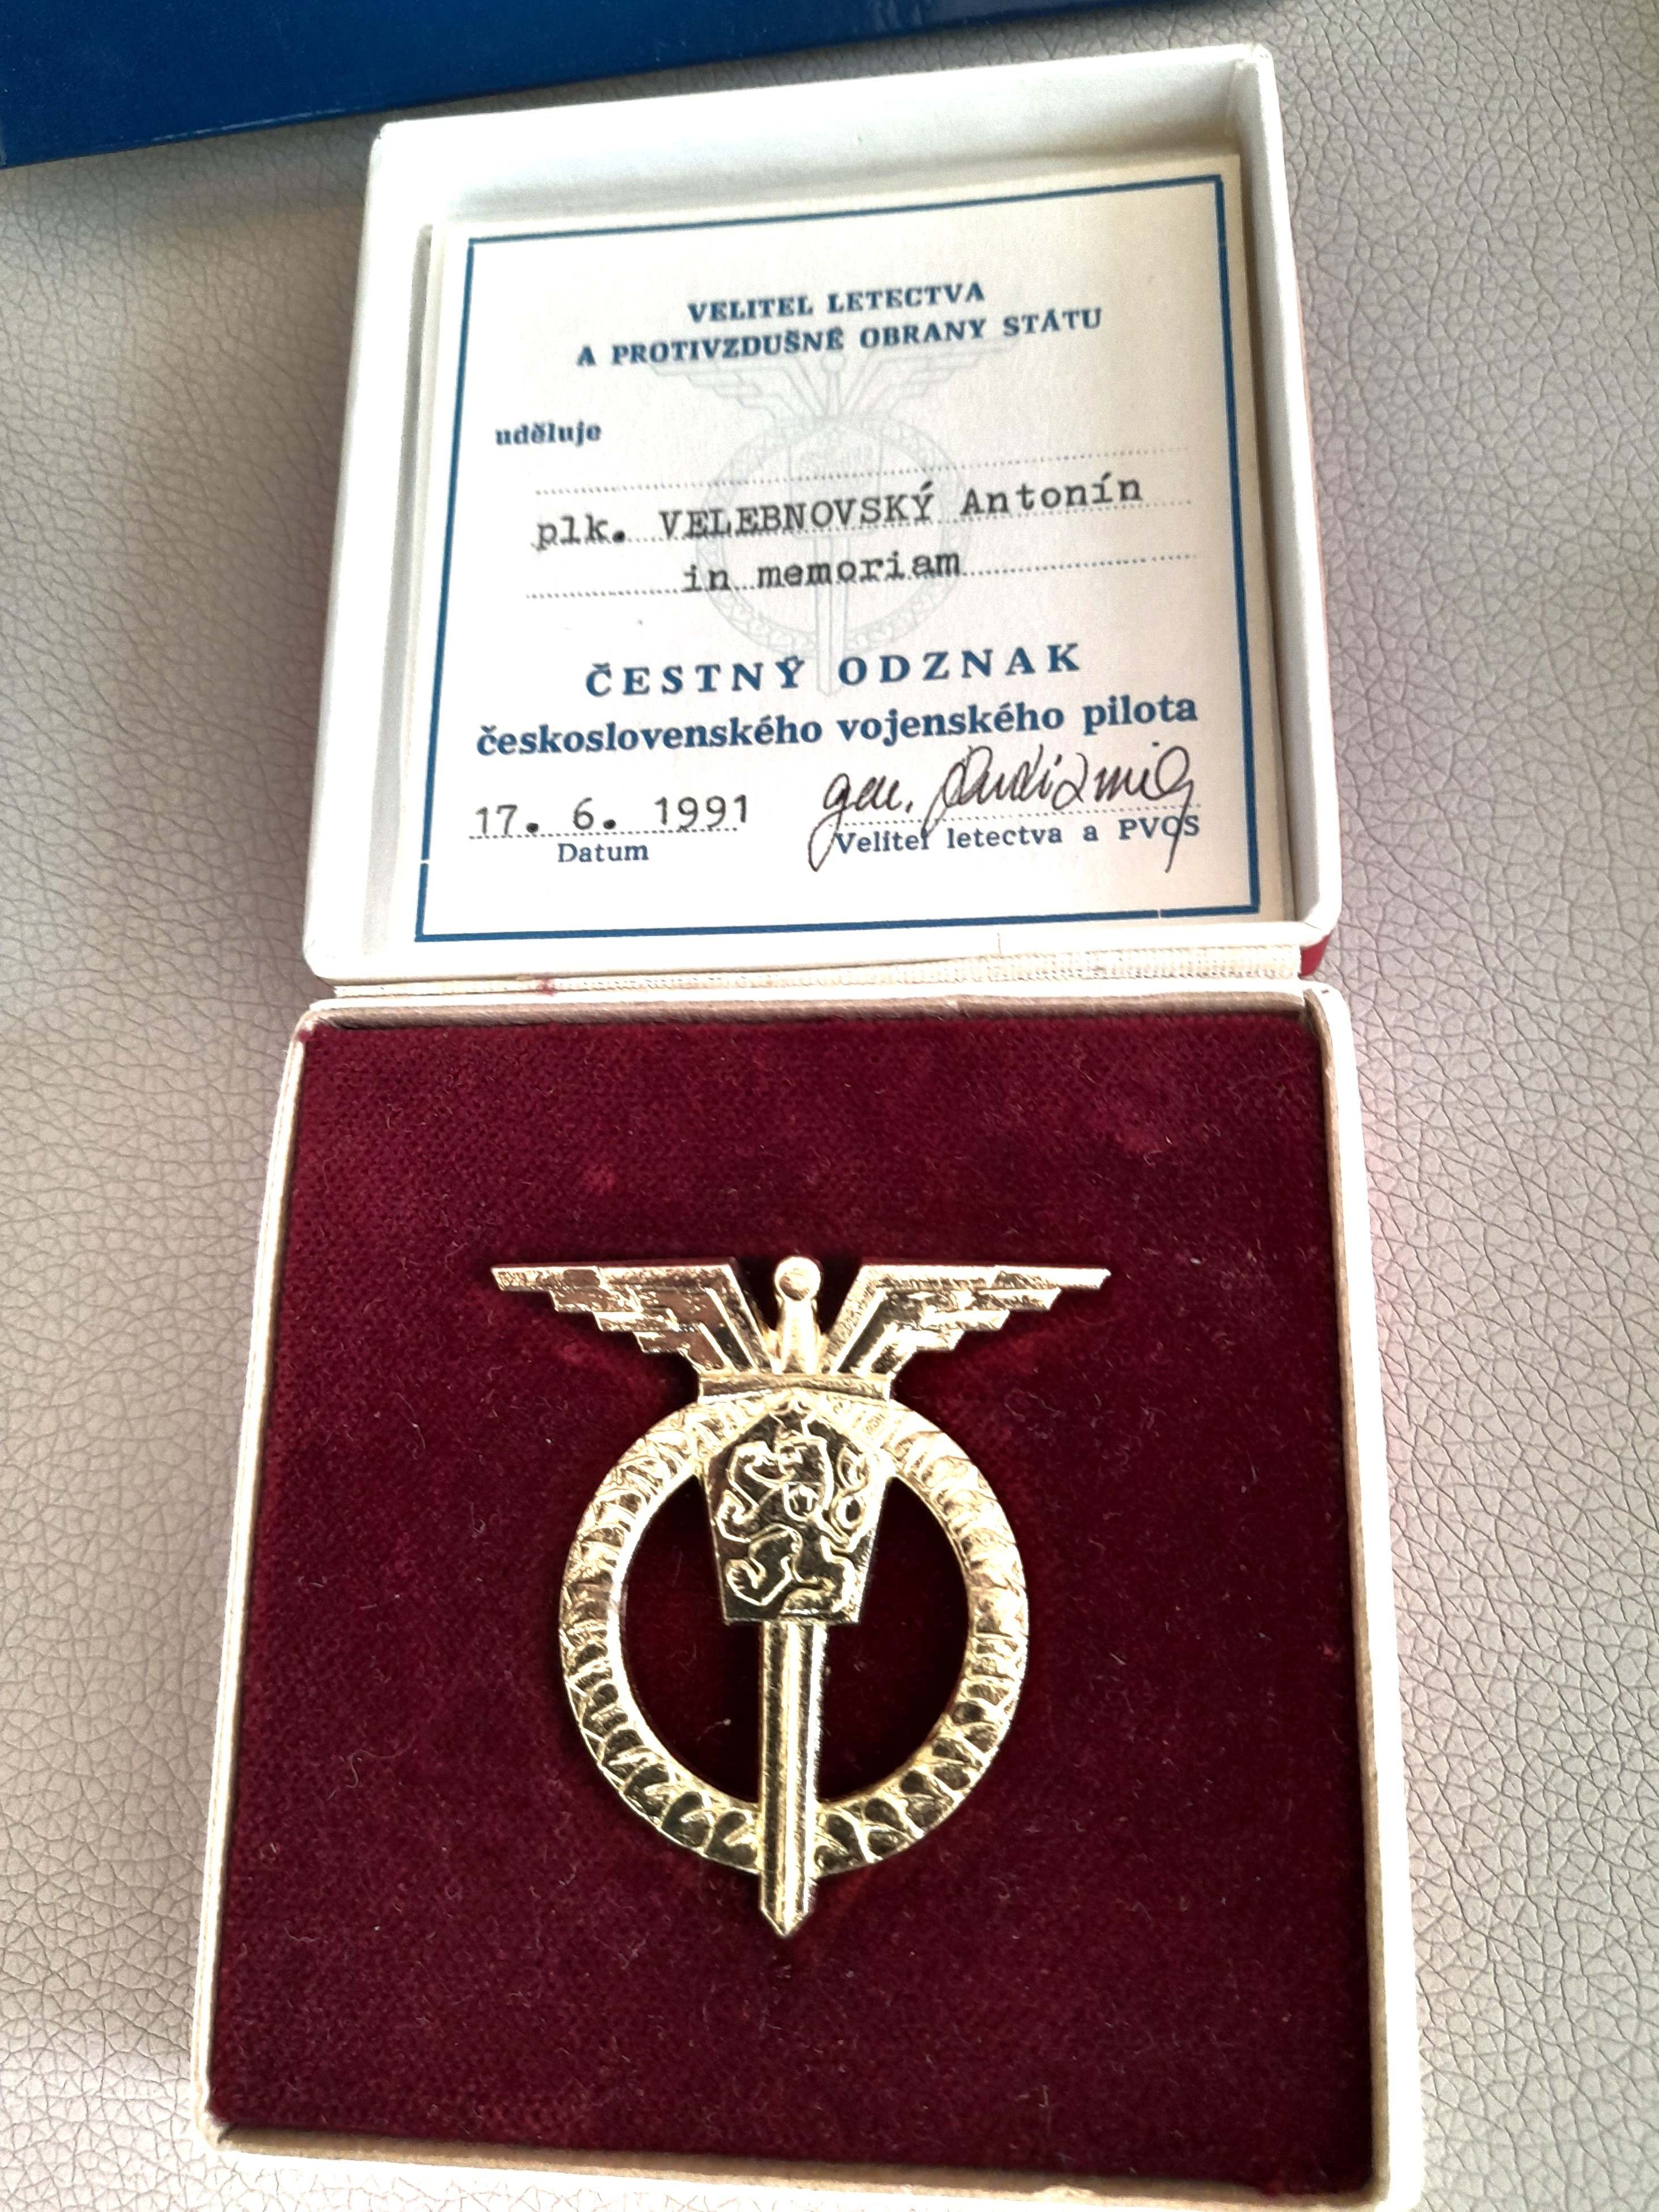 VELITEL LETECTVA
A PROTIVZDUŠNÉ OBRANY STÁTU
uděluje
plk. VELEBNOVSKÝ Antonín
in memoriam
ČESTNÝ ODZNAK
československého vojenského pilota
17. 6. 1991 gen.
Datum Velitel letectva a PVOS